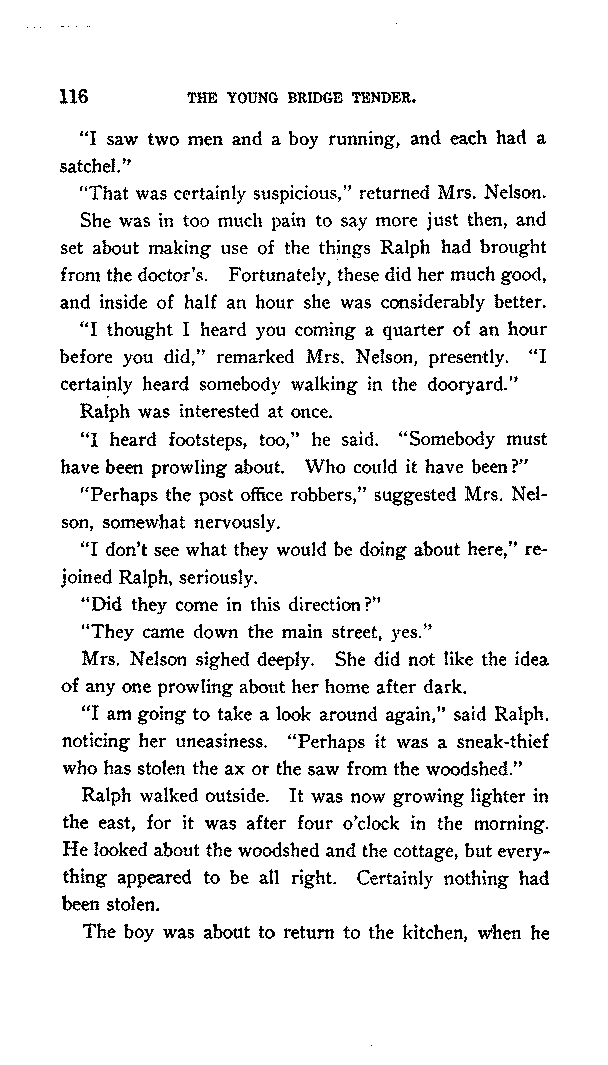 116 THE YOUNG BRIDGE TENDER.
"I saw two men and a boy running, and each had a
satchel."
"That was certainly suspicious," returned Mrs. Nelson.
She was in too much pain to say more just then, and
set about making use of the things Ralph had brought
from the doctor's. Fortunately, these did her much good,
and inside of half an hour she was considerably better.
"I thought I heard you coming a quarter of an hour
before you did," remarked Mrs. Nelson, presently. "I
certainly heard somebody walking in the dooryard."
Ralph was interested at once.
"I heard footsteps, too," he said. "Somebody must
have been prowling about. Who could it have been?"
"Perhaps the post office robbers," suggested Mrs. Nel-
son, somewhat nervously.
"I don't see what they would be doing about here," re-
joined Ralph, seriously.
"Did they come in this direction?"
"They came down the main street, yes."
Mrs. Nelson sighed deeply. She did not like the idea
of any one prowling about her home after dark.
"I am going to take a look around again," said Ralph,
noticing her uneasiness. "Perhaps it was a sneak-thief
who has stolen the ax or the saw from the woodshed."
Ralph walked outside. It was now growing lighter in
the east, for it was after four o'clock in the morning.
He looked about the woodshed and the cottage, but every-
thing appeared to be all right. Certainly nothing had
been stolen.
The boy was about to return to the kitchen, when he